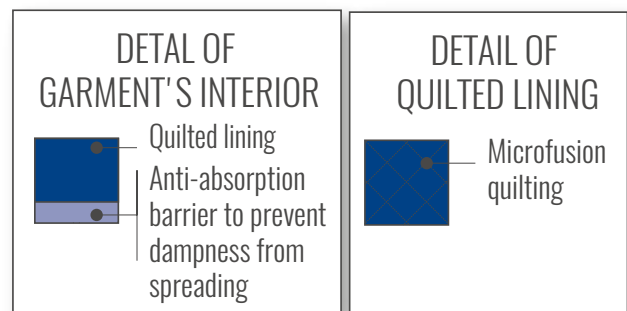 DETAL OF
GARMENT'S INTERIOR
Quilted lining
Anti-absorption
barrier to prevent
dampness from
spreading
DETAIL OF
QUILTED LINING
Microfusion
quilting